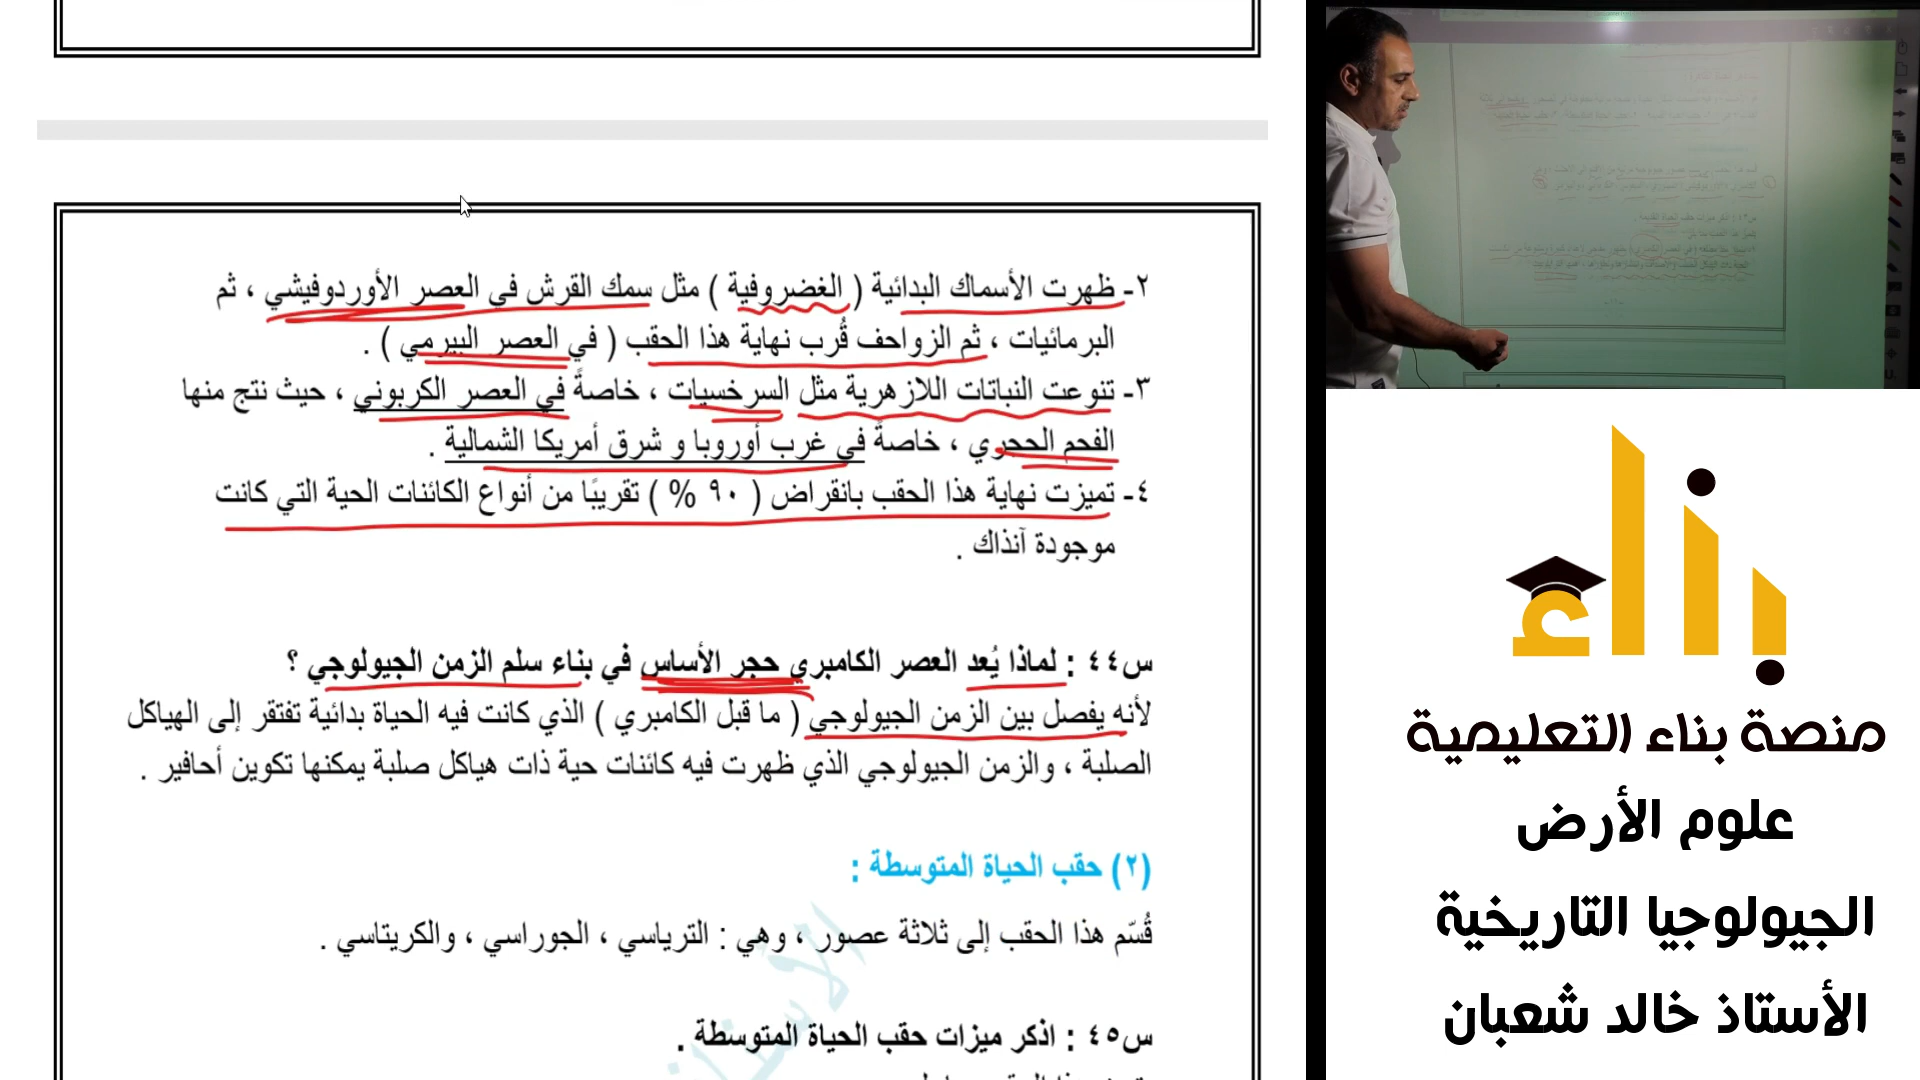 ٢- ظهرت الأسماك البدائية ( الغضروفية ) مثل سمك القرش في العصر الأوردوفيشي ، ثم
البرمائيات ، ثم الزواحف قُرب نهاية هذا الحقب ( في العصر البيرمي ) .
٣- تنوعت النباتات اللازهرية مثل السرخسيات ، خاصةً في العصر الكربوني ، حيث نتج منها
الفحم الحجري ، خاصةً في غرب أوروبا و شرق أمريكا الشمالية .
٤- تميزت نهاية هذا الحقب بانقراض ( ٩٠ % ) تقريبًا من أنواع الكائنات الحية التي كانت
موجودة آنذاك .
س٤٤ : لماذا يُعد العصر الكامبري حجر الأساس في بناء سلم الزمن الجيولوجي ؟
لأنه يفصل بين الزمن الجيولوجي ( ما قبل الكامبري ) الذي كانت فيه الحياة بدائية تفتقر إلى الهياكل
الصلبة ، والزمن الجيولوجي الذي ظهرت فيه كائنات حية ذات هياكل صلبة يمكنها تكوين أحافير .
(٢) حقب الحياة المتوسطة :
قُسّم هذا الحقب إلى ثلاثة عصور ، وهي : الترياسي ، الجوراسي ، والكريتاسي .
س٤٥ : اذكر ميزات حقب الحياة المتوسطة .
بناء
منصة بناء التعليمية
علوم الأرض
الجيولوجيا التاريخية
الأستاذ خالد شعبان